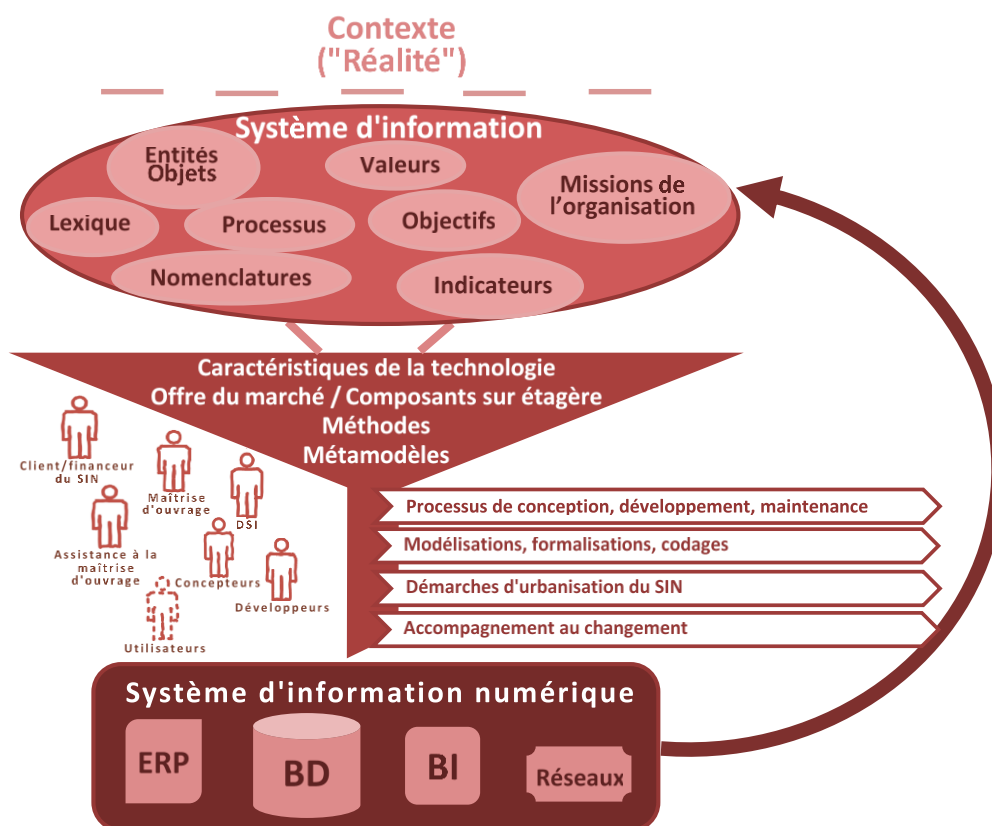 Contexte
("Réalité")
Système d'information
Entités
Objets
Valeurs
Missions de
l'organisation
Lexique
Processus
Objectifs
Nomenclatures
Indicateurs
Caractéristiques de la technologie
Offre du marché / Composants sur étagère
Méthodes
Métamodèles
Client/financeur
du SIN
Maîtrise
d'ouvrage
DSI
Assistance à la
maîtrise
d'ouvrage
Concepteurs
Développeurs
Utilisateurs
Processus de conception, développement, maintenance
Modélisations, formalisations, codages
Démarches d'urbanisation du SIN
Accompagnement au changement
Système d'information numérique
ERP
BD
BI
Réseaux